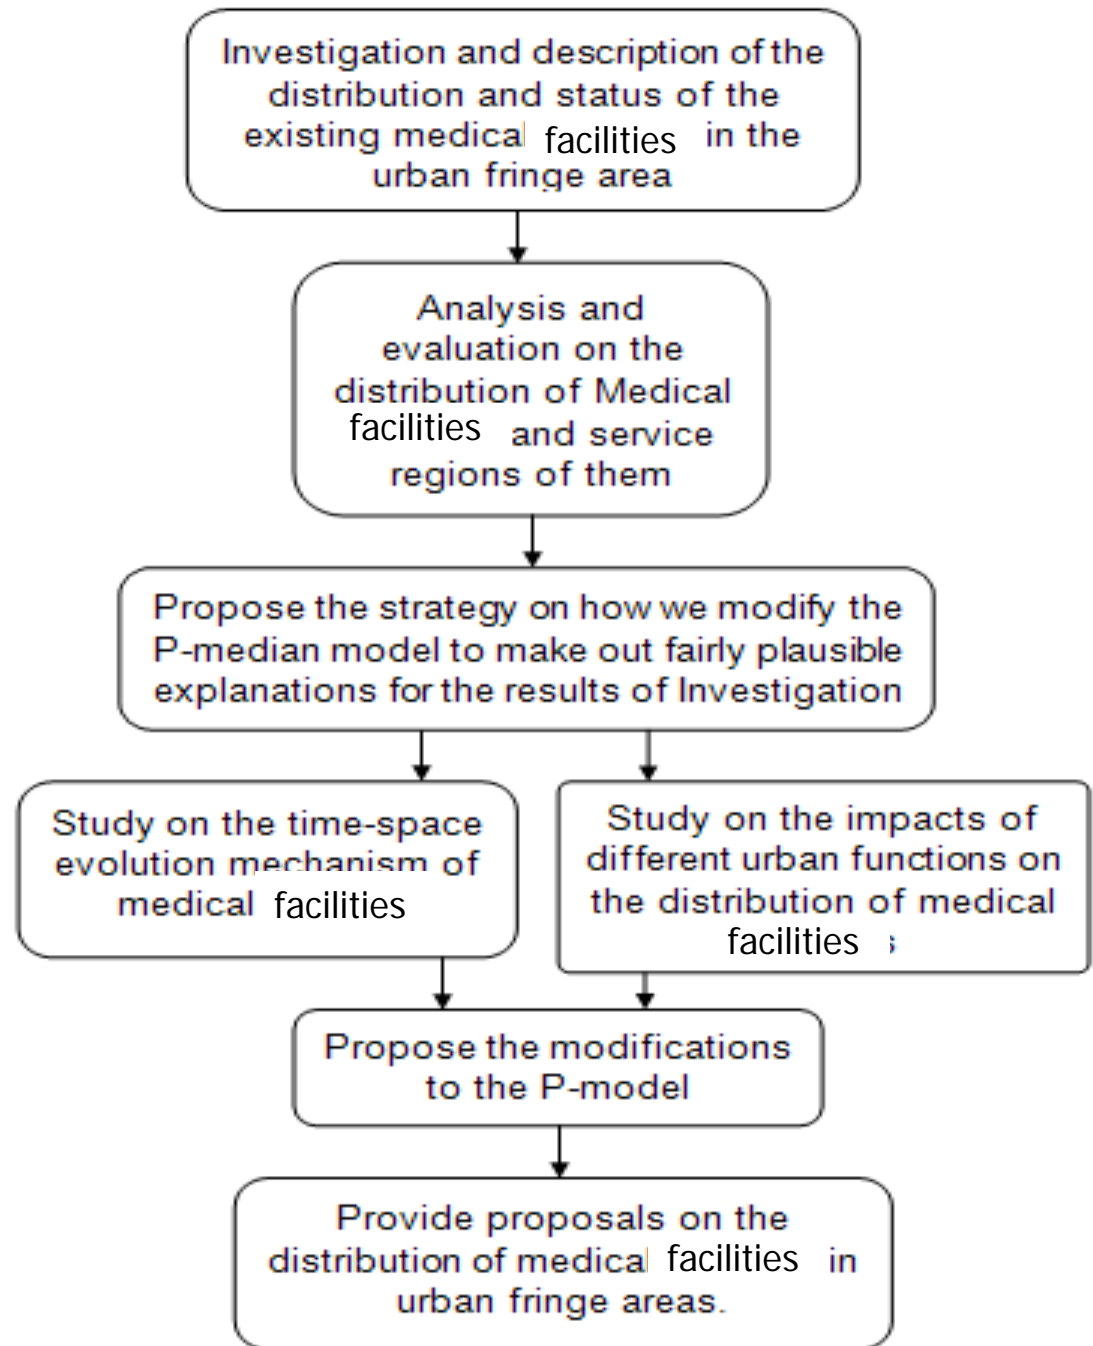 Investigation and description of the
distribution and status of the
existing medical facilities in the
urban fringe area
Analysis and
evaluation on the
distribution of Medical
facilities and service
regions of them
Propose the strategy on how we modify the
P-median model to make out fairly plausible
explanations for the results of Investigation
Study on the time-space
evolution mechanism of
medical facilities
Study on the impacts of
different urban functions on
the distribution of medical
facilities s
Propose the modifications
to the P-model
Provide proposals on the
distribution of medical facilities in
urban fringe areas.